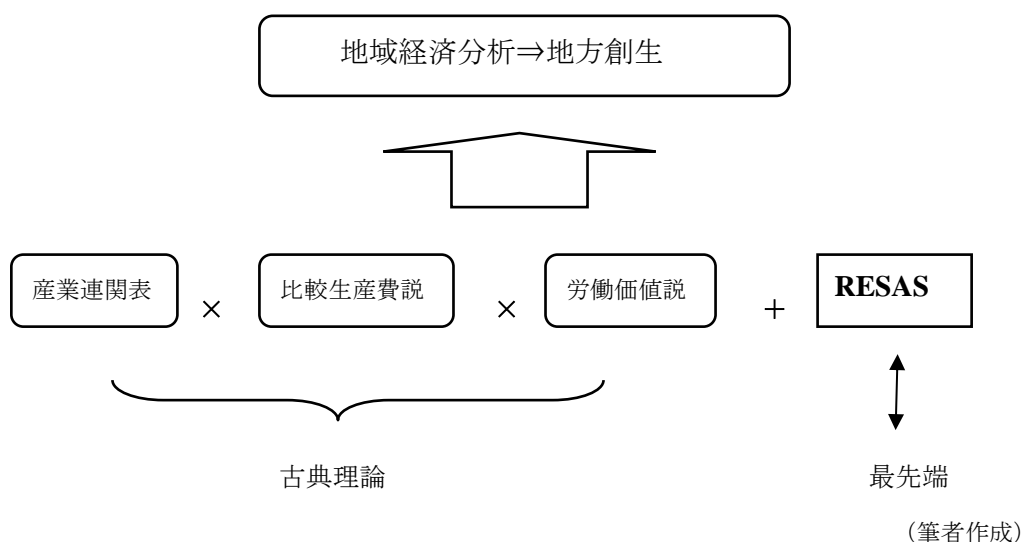 地域経済分析⇒地方創生
産業連関表 × 比較生産費説 × 労働価値説 + RESAS
古典理論 最先端
（筆者作成）